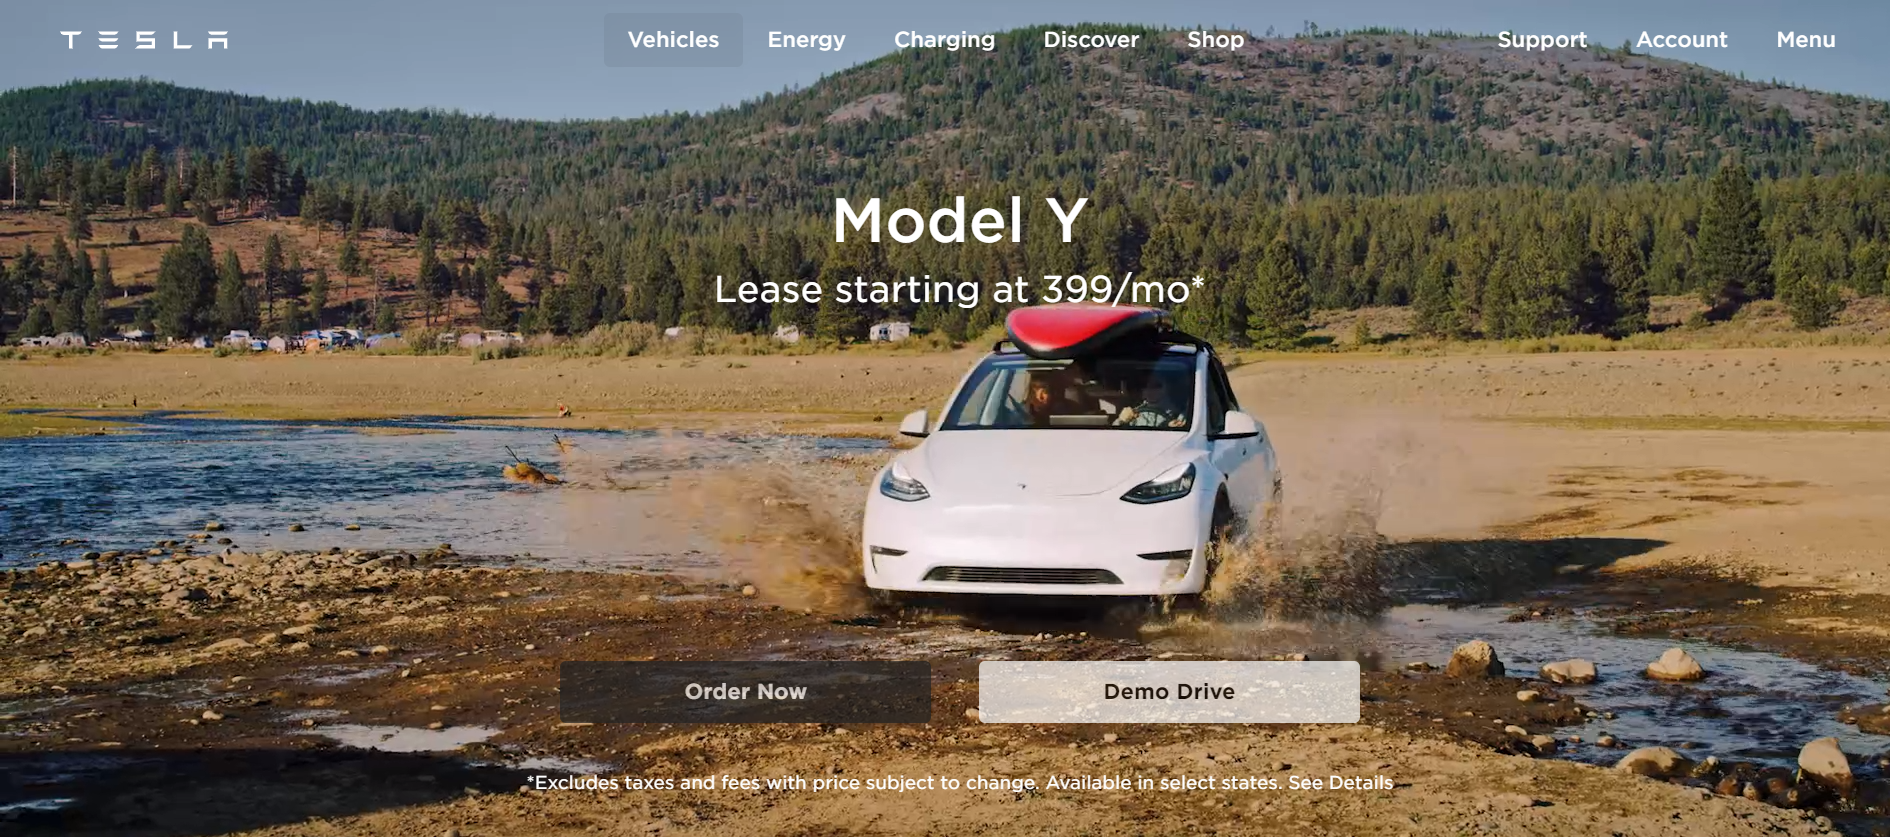 TESLA
Vehicles Energy Charging Discover Shop
Support Account Menu
Model Y
Lease starting at 399/mo*
Order Now
Demo Drive
*Excludes taxes and fees with price subject to change. Available in select states. See Details